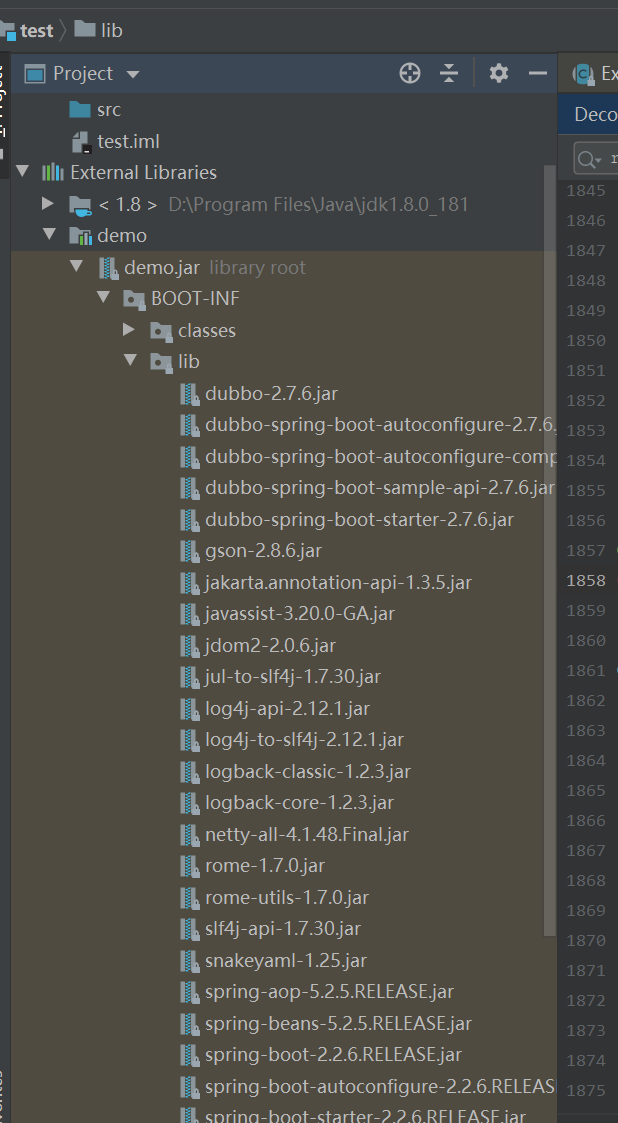 test lib
Project
Ex
src
Deco
test.iml
External Libraries
< 1.8 > D:\Program Files\Java\jdk1.8.0_181
demo
demo.jar library root
BOOT-INF
classes
lib
dubbo-2.7.6.jar
dubbo-spring-boot-autoconfigure-2.7.6.
dubbo-spring-boot-autoconfigure-comp
dubbo-spring-boot-sample-api-2.7.6.jar
dubbo-spring-boot-starter-2.7.6.jar
gson-2.8.6.jar
jakarta.annotation-api-1.3.5.jar
javassist-3.20.0-GA.jar
jdom2-2.0.6.jar
jul-to-slf4j-1.7.30.jar
log4j-api-2.12.1.jar
log4j-to-slf4j-2.12.1.jar
logback-classic-1.2.3.jar
logback-core-1.2.3.jar
netty-all-4.1.48.Final.jar
rome-1.7.0.jar
rome-utils-1.7.0.jar
slf4j-api-1.7.30.jar
snakeyaml-1.25.jar
spring-aop-5.2.5.RELEASE.jar
spring-beans-5.2.5.RELEASE.jar
spring-boot-2.2.6.RELEASE.jar
spring-boot-autoconfigure-2.2.6.RELEAS
spring-boot-starter-2.2.6.RELEASE.jar
1845
1846
1847
1848
1849
1850
1851
1852
1853
1854
1855
1856
1857
1858
1859
1860
1861
1862
1863
1864
1865
1866
1867
1868
1869
1870
1871
1872
1873
1874
1875